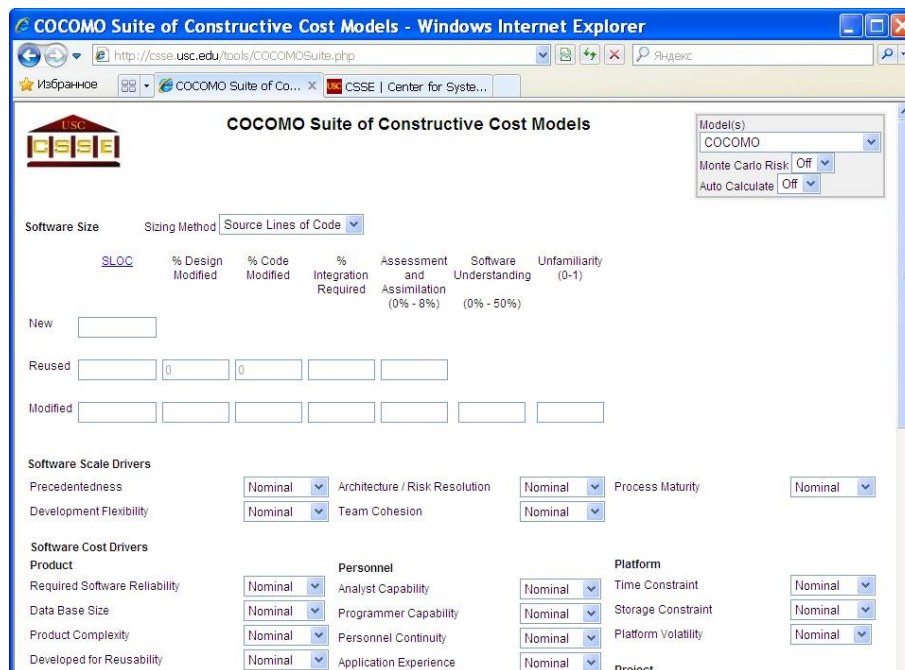 COCOMO Suite of Constructive Cost Models - Windows Internet Explorer
http://csse.usc.edu/tools/COCOMOSuite.php
Яндекс
Избранное
COCOMO Suite of Co...
USC CSSE | Center for Syste...
USC
CSSE
COCOMO Suite of Constructive Cost Models
Model(s)
COCOMO
Monte Carlo Risk Off
Auto Calculate Off
Software Size Sizing Method Source Lines of Code
SLOC % Design Modified % Code Modified % Integration Required Assessment and Assimilation (0% - 8%) Software Understanding (0% - 50%) Unfamiliarity (0-1)
New
Reused 0 0
Modified
Software Scale Drivers
Precedentedness Nominal Architecture / Risk Resolution Nominal Process Maturity Nominal
Development Flexibility Nominal Team Cohesion Nominal
Software Cost Drivers
Product Personnel Platform
Required Software Reliability Nominal Analyst Capability Nominal Time Constraint Nominal
Data Base Size Nominal Programmer Capability Nominal Storage Constraint Nominal
Product Complexity Nominal Personnel Continuity Nominal Platform Volatility Nominal
Developed for Reusability Nominal Application Experience Nominal Project